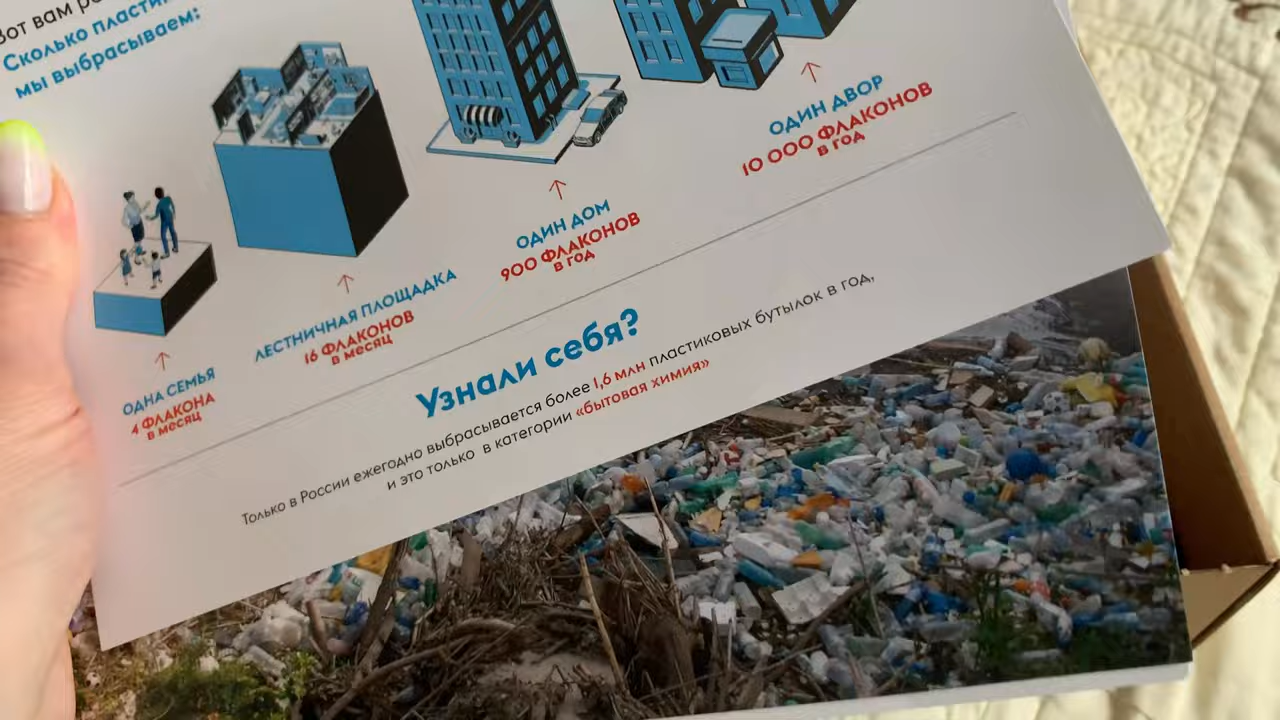 Вот вам
Сколько
мы выбрасываем:
ОДИН ДВОР
10 000 ФЛАКОНОВ
в год
ОДИН ДОМ
900 ФЛАКОНОВ
в год
ЛЕСТНИЧНАЯ ПЛОЩАДКА
16 ФЛАКОНОВ
в месяц
ОДНА СЕМЬЯ
4 ФЛАКОНА
в месяц
Узнали себя?
Только в России ежегодно выбрасывается более 1,6 млн пластиковых бутылок в год,
и это только в категории «бытовая химия»